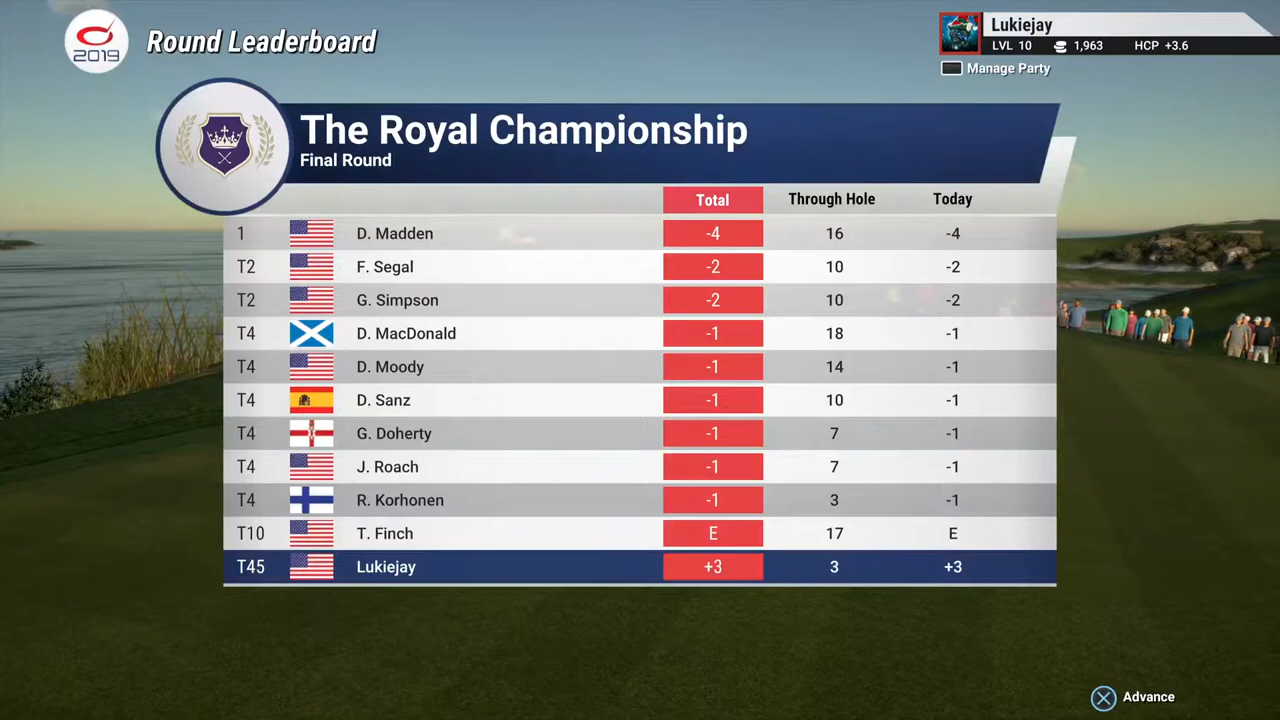 2019
Round Leaderboard
Lukiejay
LVL 10 1,963 HCP +3.6
Manage Party
The Royal Championship
Final Round
Total Through Hole Today
1 D. Madden -4 16 -4
T2 F. Segal -2 10 -2
T2 G. Simpson -2 10 -2
T4 D. MacDonald -1 18 -1
T4 D. Moody -1 14 -1
T4 D. Sanz -1 10 -1
T4 G. Doherty -1 7 -1
T4 J. Roach -1 7 -1
T4 R. Korhonen -1 3 -1
T10 T. Finch E 17 E
T45 Lukiejay +3 3 +3
Advance